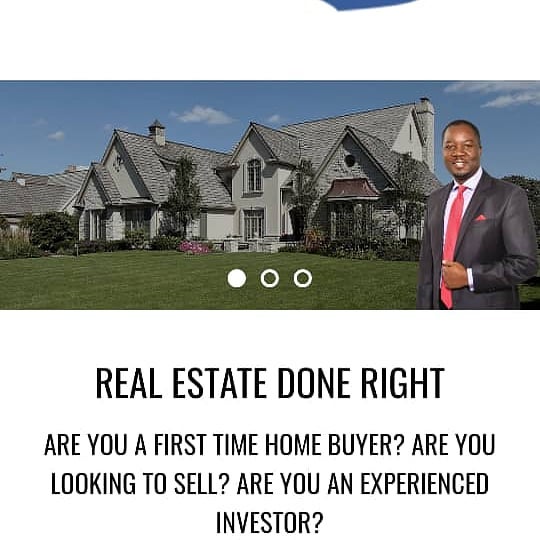 REAL ESTATE DONE RIGHT
ARE YOU A FIRST TIME HOME BUYER? ARE YOU
LOOKING TO SELL? ARE YOU AN EXPERIENCED
INVESTOR?